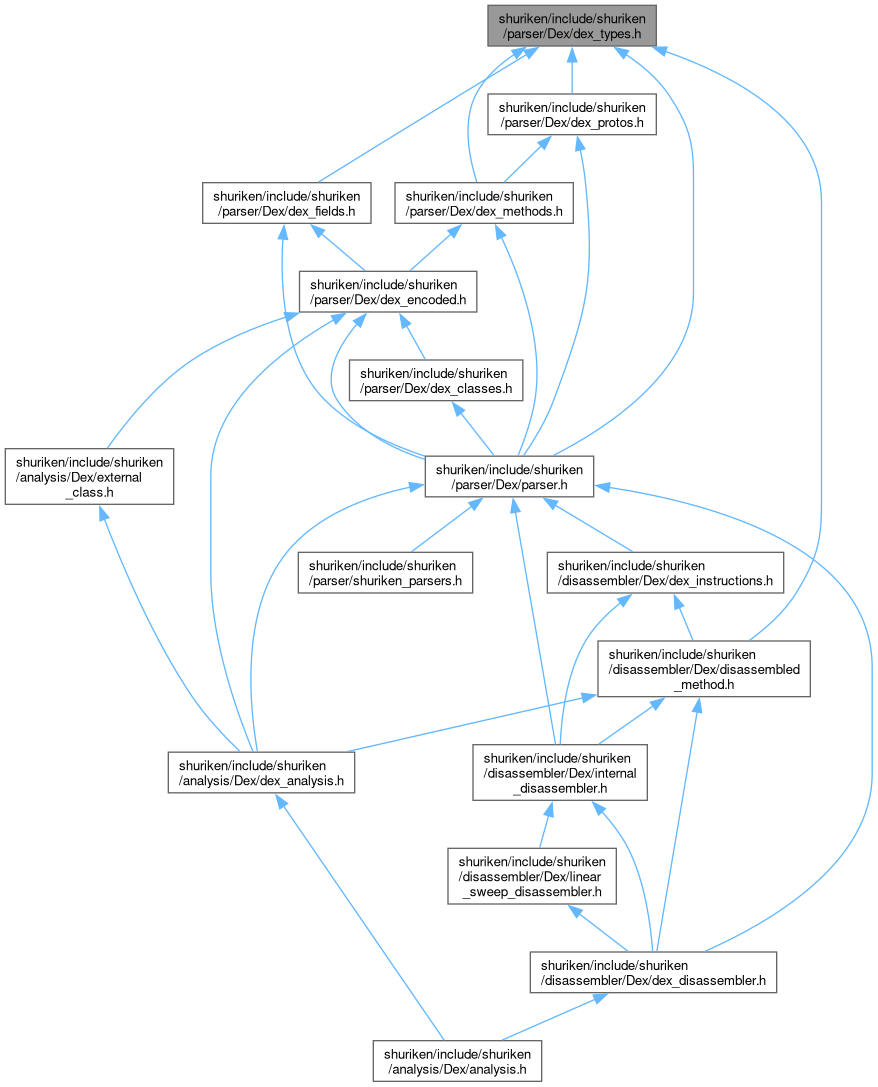 shuriken/include/shuriken
/parser/Dex/dex_types.h
shuriken/include/shuriken
/parser/Dex/dex_protos.h
shuriken/include/shuriken
/parser/Dex/dex_fields.h
shuriken/include/shuriken
/parser/Dex/dex_methods.h
shuriken/include/shuriken
/parser/Dex/dex_encoded.h
shuriken/include/shuriken
/parser/Dex/dex_classes.h
shuriken/include/shuriken
/analysis/Dex/external
_class.h
shuriken/include/shuriken
/parser/Dex/parser.h
shuriken/include/shuriken
/parser/shuriken_parsers.h
shuriken/include/shuriken
/disassembler/Dex/dex_instructions.h
shuriken/include/shuriken
/disassembler/Dex/disassembled
_method.h
shuriken/include/shuriken
/analysis/Dex/dex_analysis.h
shuriken/include/shuriken
/disassembler/Dex/internal
_disassembler.h
shuriken/include/shuriken
/disassembler/Dex/linear
_sweep_disassembler.h
shuriken/include/shuriken
/disassembler/Dex/dex_disassembler.h
shuriken/include/shuriken
/analysis/Dex/analysis.h